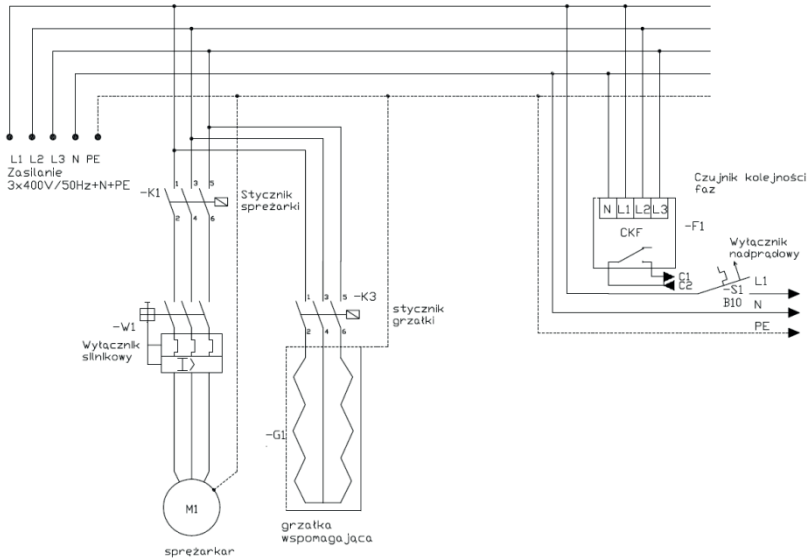 L1 L2 L3 N PE
Zasilanie
3x400V/50Hz+N+PE
-K1
1 3 5
2 4 6
Stycznik
sprężarki
-W1
Wyłącznik
silnikowy
I>
M1
sprężarkar
-K3
1 3 5
2 4 6
stycznik
grzałki
-G1
grzałka
wspomagająca
Czujnik kolejności
faz
N L1 L2 L3
-F1
CKF
C1
C2
Wyłącznik
nadprądowy
-S1
B10
L1
N
PE